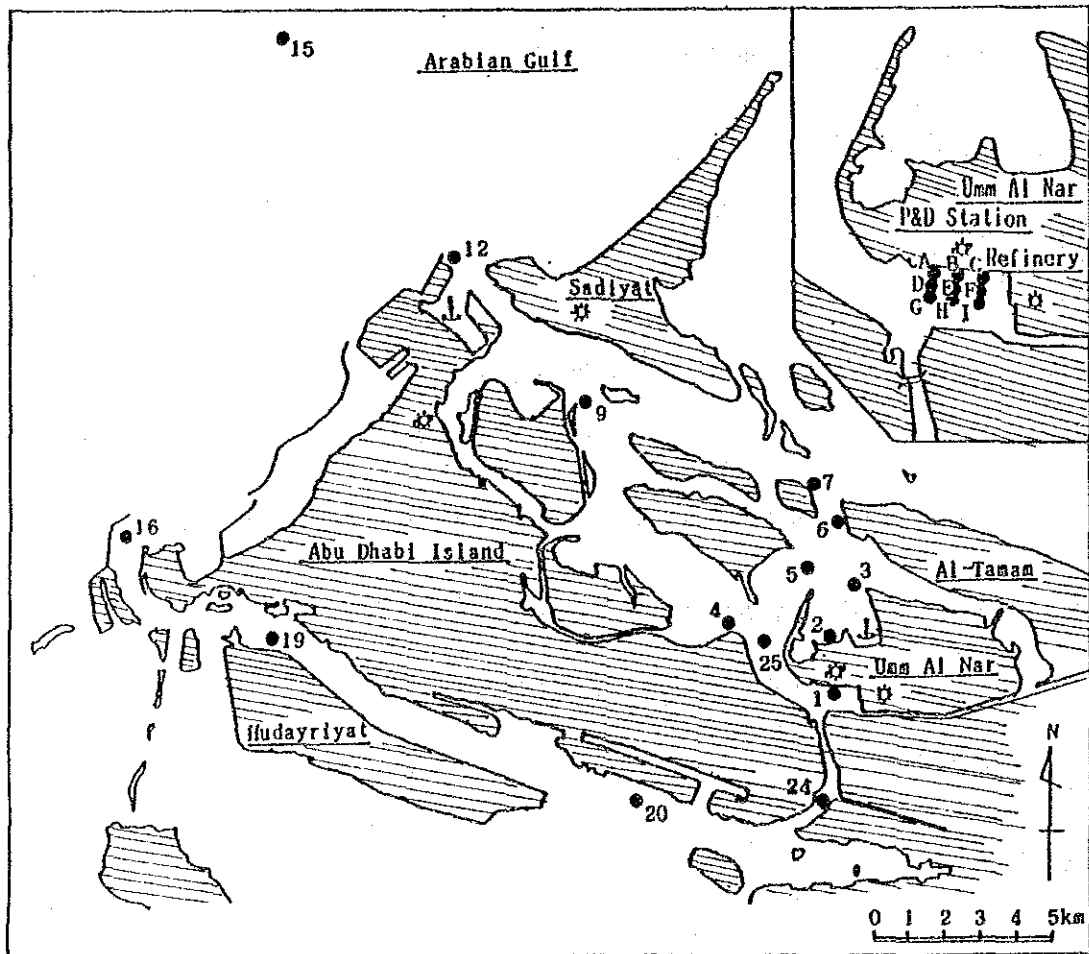 15
Arabian Gulf
Umm Al Nar
P&D Station
Refinery
A B C
D E F
G H I
12
Sadiyat
9
7
6
16
Abu Dhabi Island
5
3
Al-Tamam
4
2
19
25
Umm Al Nar
1
Hudayriyat
N
24
20
0 1 2 3 4 5km